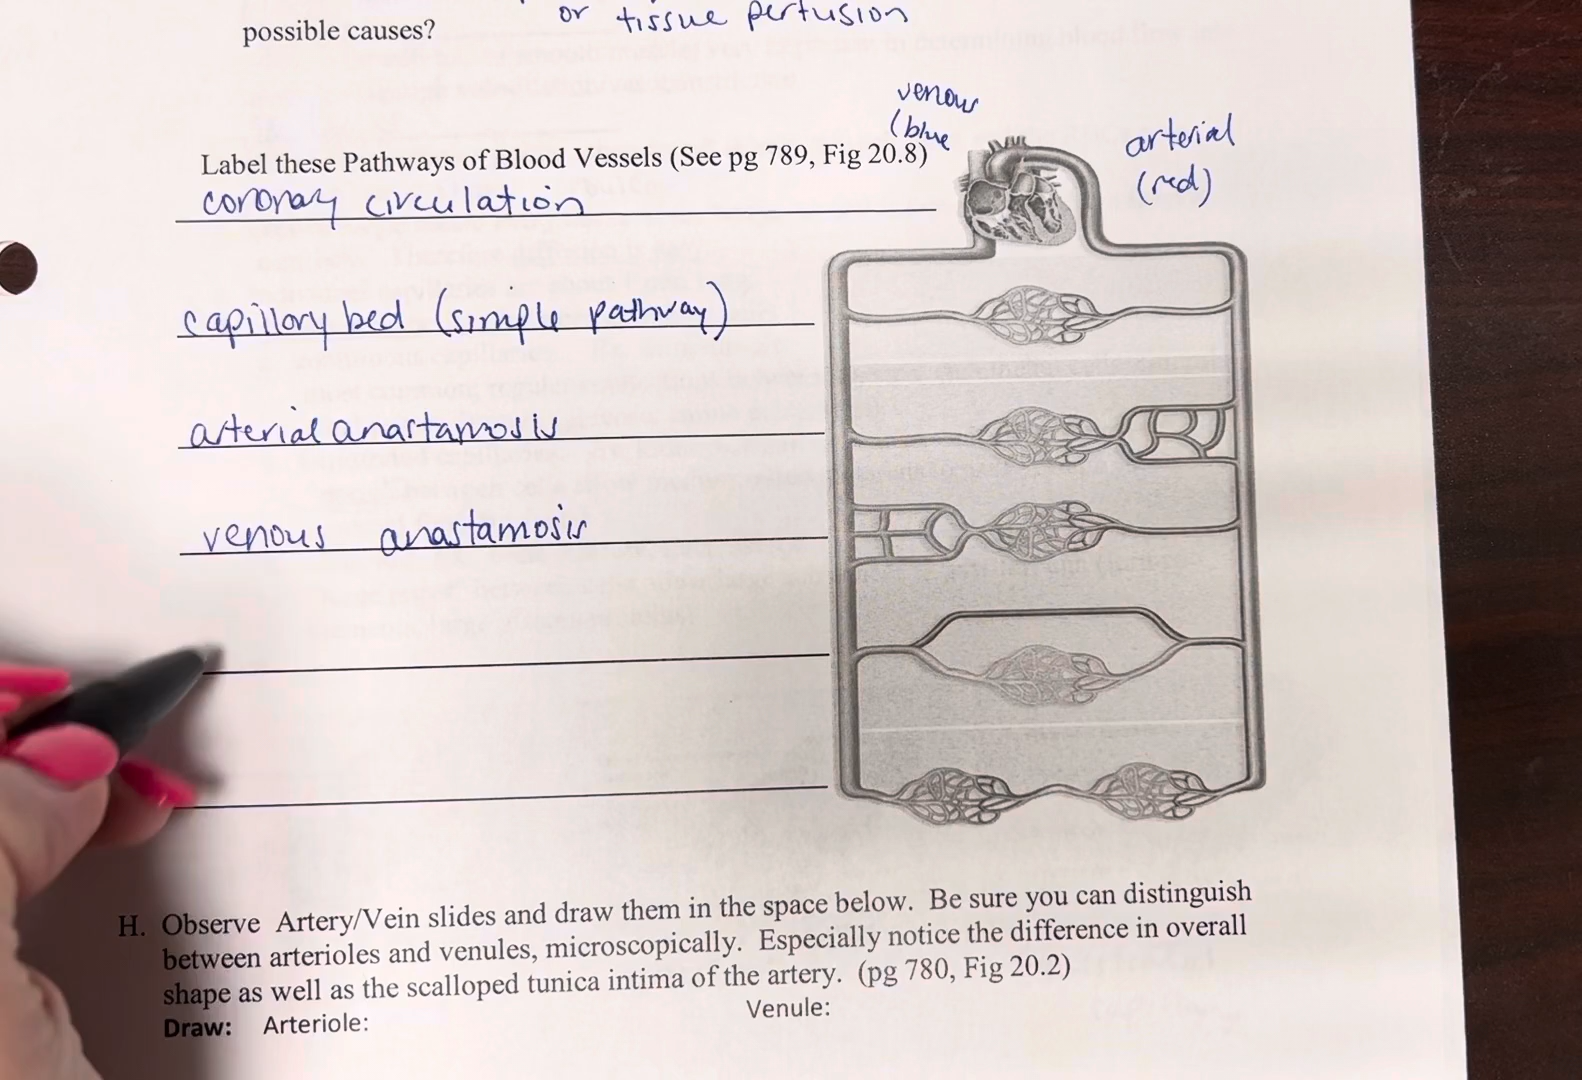 or tissue perfusion
possible causes?
venous
(blue
arterial
(red)
Label these Pathways of Blood Vessels (See pg 789, Fig 20.8)
coronary circulation
capillary bed (simple pathway)
arterial anastamosis
venous anastamosis
H. Observe Artery/Vein slides and draw them in the space below. Be sure you can distinguish
between arterioles and venules, microscopically. Especially notice the difference in overall
shape as well as the scalloped tunica intima of the artery. (pg 780, Fig 20.2)
Draw: Arteriole: Venule: